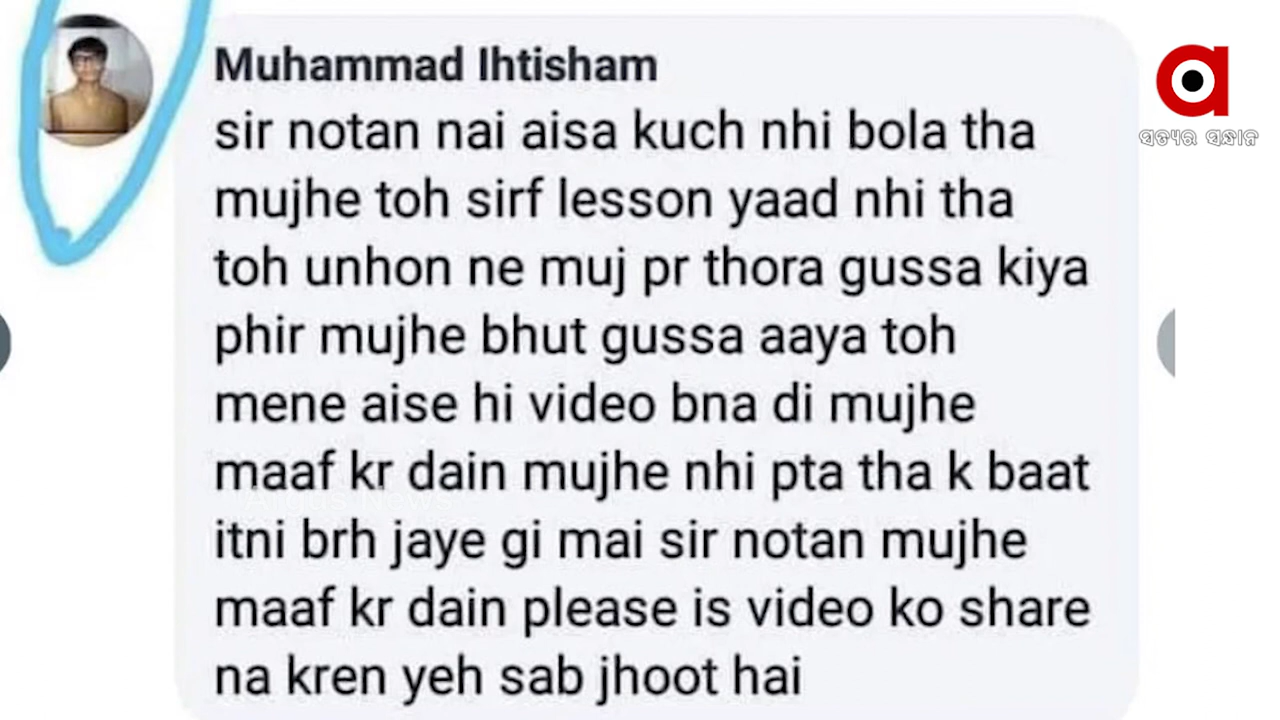 Muhammad Ihtisham
sir notan nai aisa kuch nhi bola tha
mujhe toh sirf lesson yaad nhi tha
toh unhon ne muj pr thora gussa kiya
phir mujhe bhut gussa aaya toh
mene aise hi video bna di mujhe
maaf kr dain mujhe nhi pta tha k baat
itni brh jaye gi mai sir notan mujhe
maaf kr dain please is video ko share
na kren yeh sab jhoot hai
ସତ୍ୟର ସନ୍ଧାନ